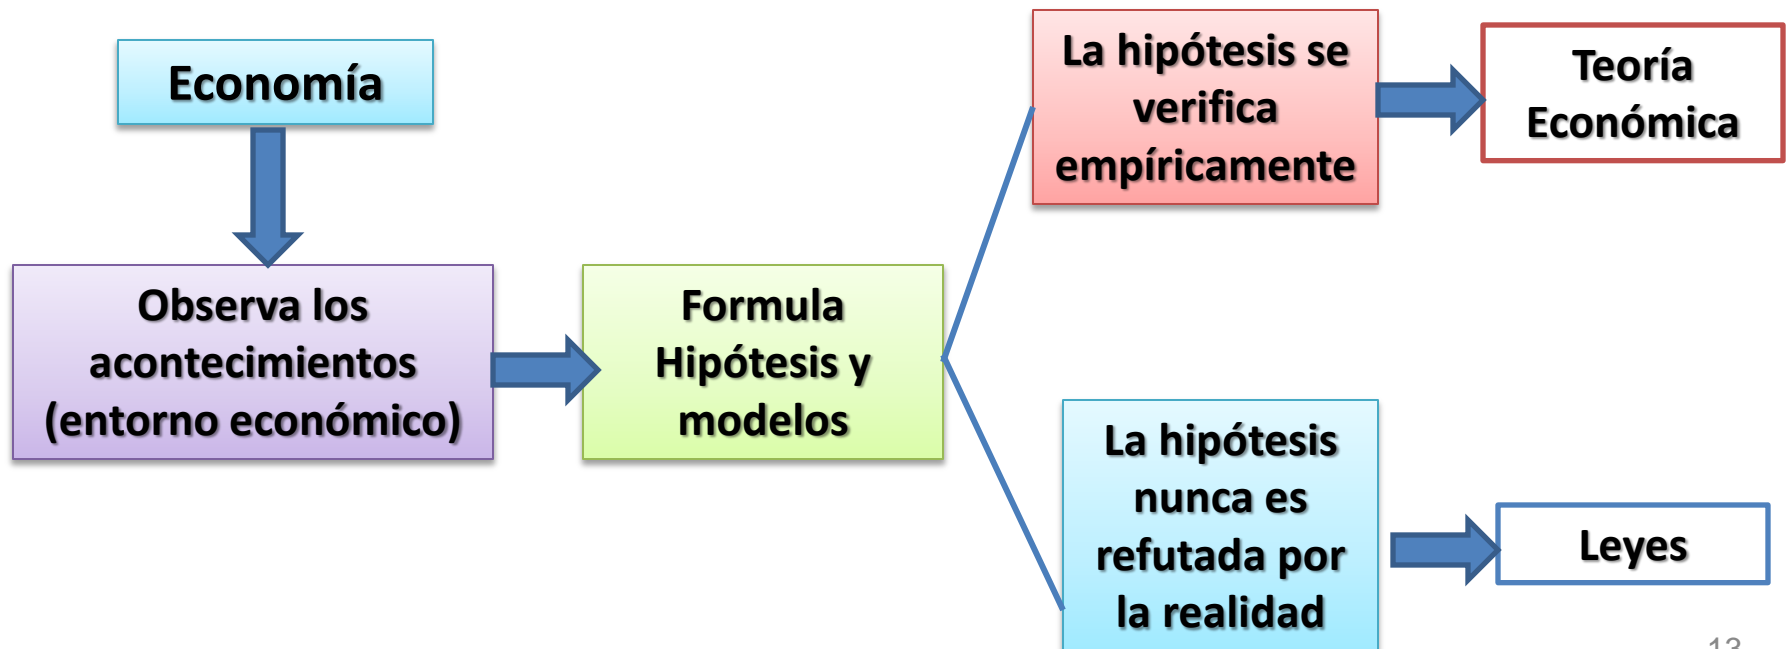 Economía
Observa los
acontecimientos
(entorno económico)
Formula
Hipótesis y
modelos
La hipótesis se
verifica
empíricamente
Teoría
Económica
La hipótesis
nunca es
refutada por
la realidad
Leyes
13